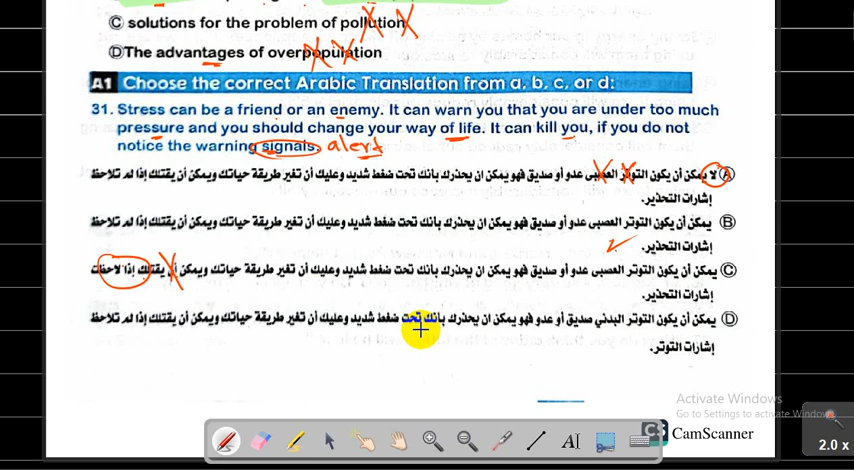 Ⓒ solutions for the problem of pollution
ⒹThe advantages of overpopulation
A1 Choose the correct Arabic Translation from a, b, c, or d:
31. Stress can be a friend or an enemy. It can warn you that you are under too much
pressure and you should change your way of life. It can kill you, if you do not
notice the warning signals. alert
Ⓐ لا يمكن أن يكون التوتر العصبى عدو أو صديق فهو يمكن ان يحذرك بانك تحت ضغط شديد وعليك أن تغير طريقة حياتك ويمكن أن يقتلك إذا لم تلاحظ
إشارات التحذير.
Ⓑ يمكن أن يكون التوتر العصبى عدو أو صديق فهو يمكن ان يحذرك بانك تحت ضغط شديد وعليك أن تغير طريقة حياتك ويمكن أن يقتلك إذا لم تلاحظ
إشارات التحذير.
Ⓒ يمكن أن يكون التوتر العصبى عدو أو صديق فهو يمكن ان يحذرك بانك تحت ضغط شديد وعليك أن تغير طريقة حياتك ويمكن أن يقتلك إذا لاحظت
إشارات التحذير.
Ⓓ يمكن أن يكون التوتر البدني صديق أو عدو فهو يمكن ان يحذرك بانك تحت ضغط شديد وعليك أن تغير طريقة حياتك ويمكن أن يقتلك إذا لم تلاحظ
إشارات التوتر.
Activate Windows
Go to Settings to activate Windows.
CS CamScanner
AI
2.0 x